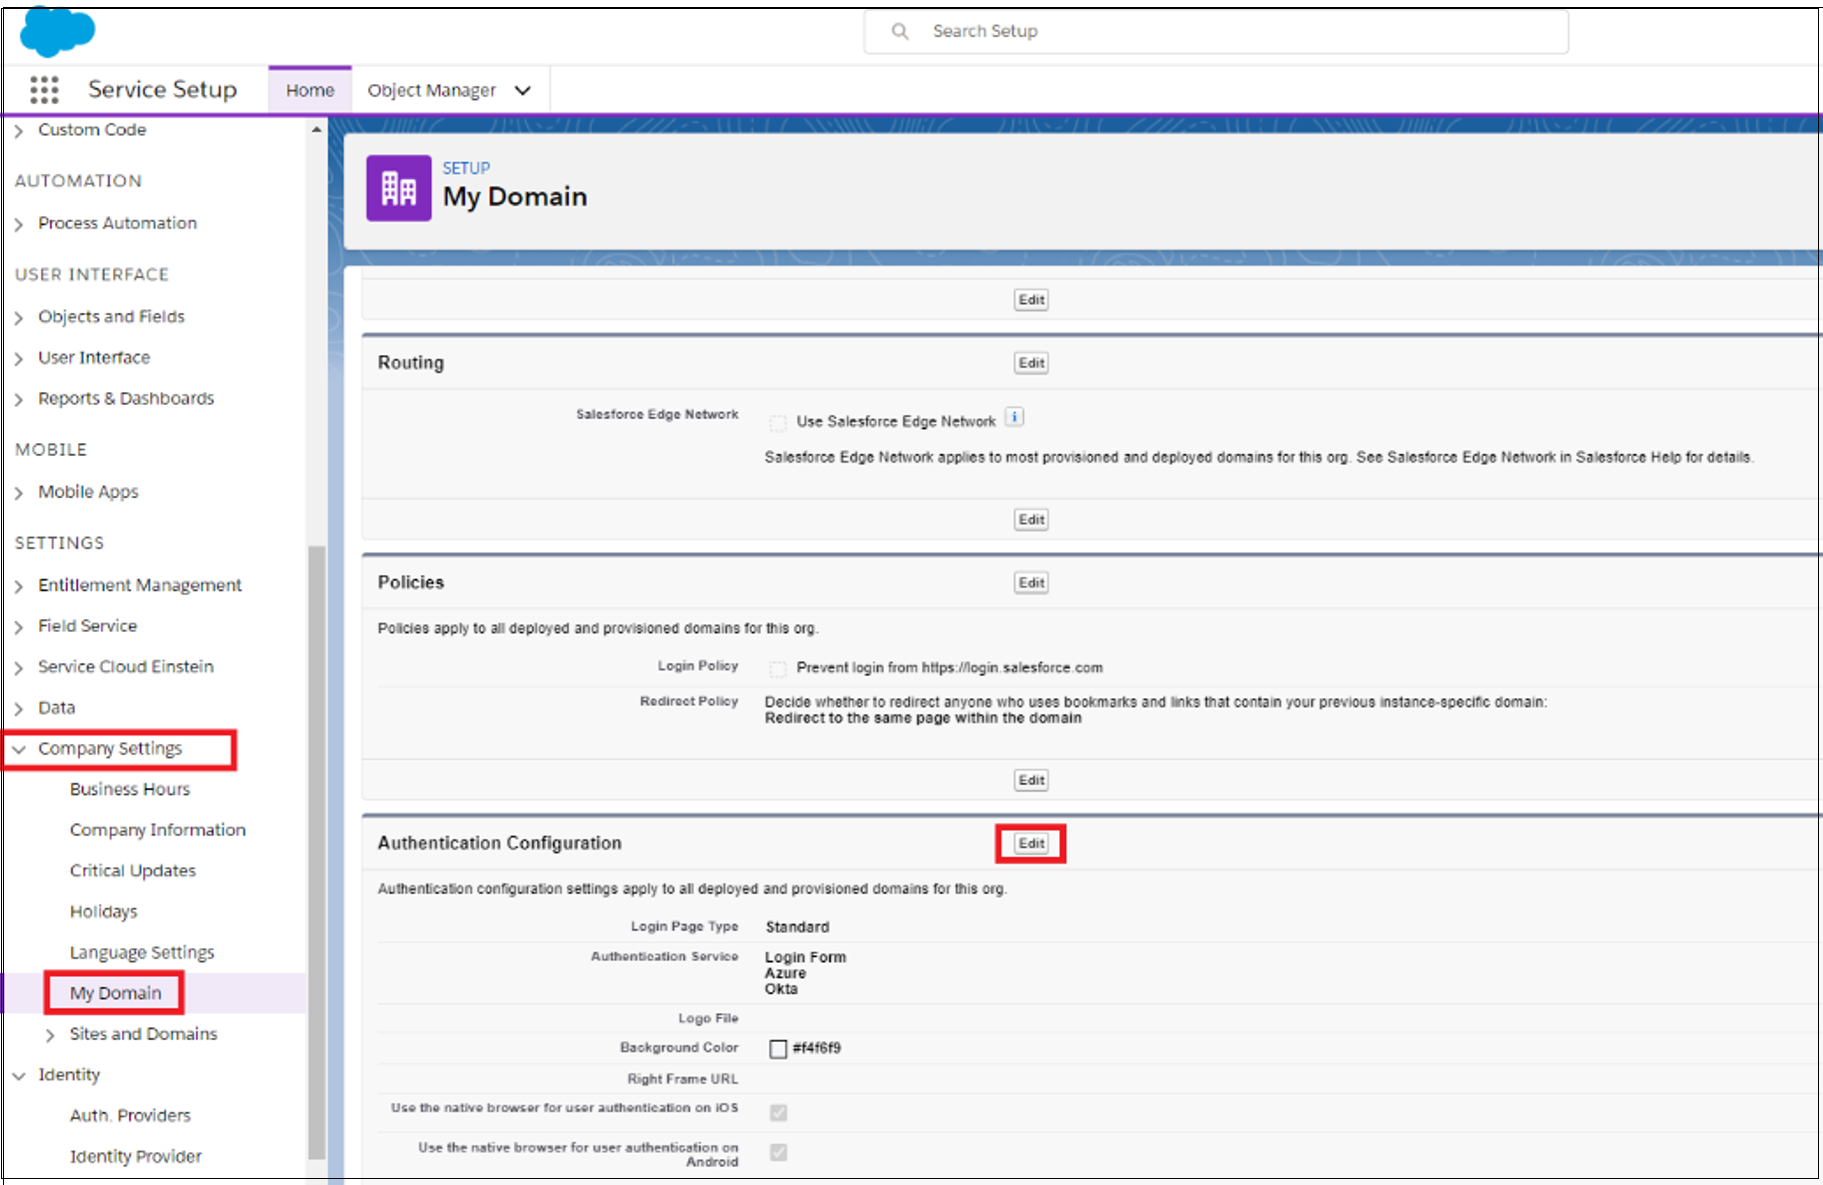 Search Setup
Service Setup
Home
Object Manager
Custom Code
AUTOMATION
Process Automation
USER INTERFACE
Objects and Fields
User Interface
Reports & Dashboards
MOBILE
Mobile Apps
SETTINGS
Entitlement Management
Field Service
Service Cloud Einstein
Data
Company Settings
Business Hours
Company Information
Critical Updates
Holidays
Language Settings
My Domain
Sites and Domains
Identity
Auth. Providers
Identity Provider
SETUP
My Domain
Edit
Routing
Edit
Salesforce Edge Network
Use Salesforce Edge Network
i
Salesforce Edge Network applies to most provisioned and deployed domains for this org. See Salesforce Edge Network in Salesforce Help for details.
Edit
Policies
Edit
Policies apply to all deployed and provisioned domains for this org.
Login Policy
Prevent login from https://login.salesforce.com
Redirect Policy
Decide whether to redirect anyone who uses bookmarks and links that contain your previous instance-specific domain:
Redirect to the same page within the domain
Edit
Authentication Configuration
Edit
Authentication configuration settings apply to all deployed and provisioned domains for this org.
Login Page Type
Standard
Authentication Service
Login Form
Azure
Okta
Logo File
Background Color
#f4f6f9
Right Frame URL
Use the native browser for user authentication on iOS
Use the native browser for user authentication on
Android